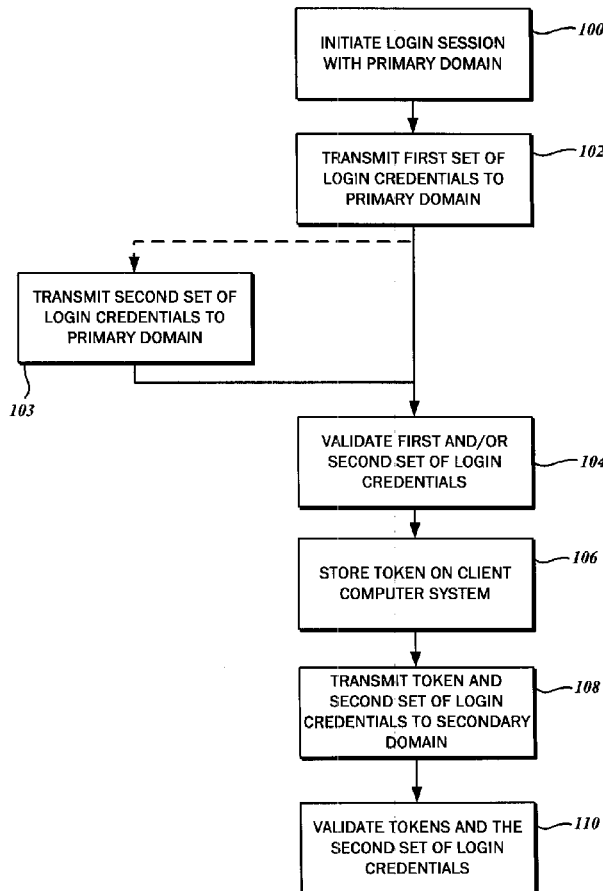 INITIATE LOGIN SESSION
WITH PRIMARY DOMAIN
100
TRANSMIT FIRST SET OF
LOGIN CREDENTIALS TO
PRIMARY DOMAIN
102
TRANSMIT SECOND SET OF
LOGIN CREDENTIALS TO
PRIMARY DOMAIN
103
VALIDATE FIRST AND/OR
SECOND SET OF LOGIN
CREDENTIALS
104
STORE TOKEN ON CLIENT
COMPUTER SYSTEM
106
TRANSMIT TOKEN AND
SECOND SET OF LOGIN
CREDENTIALS TO SECONDARY
DOMAIN
108
VALIDATE TOKENS AND THE
SECOND SET OF LOGIN
CREDENTIALS
110